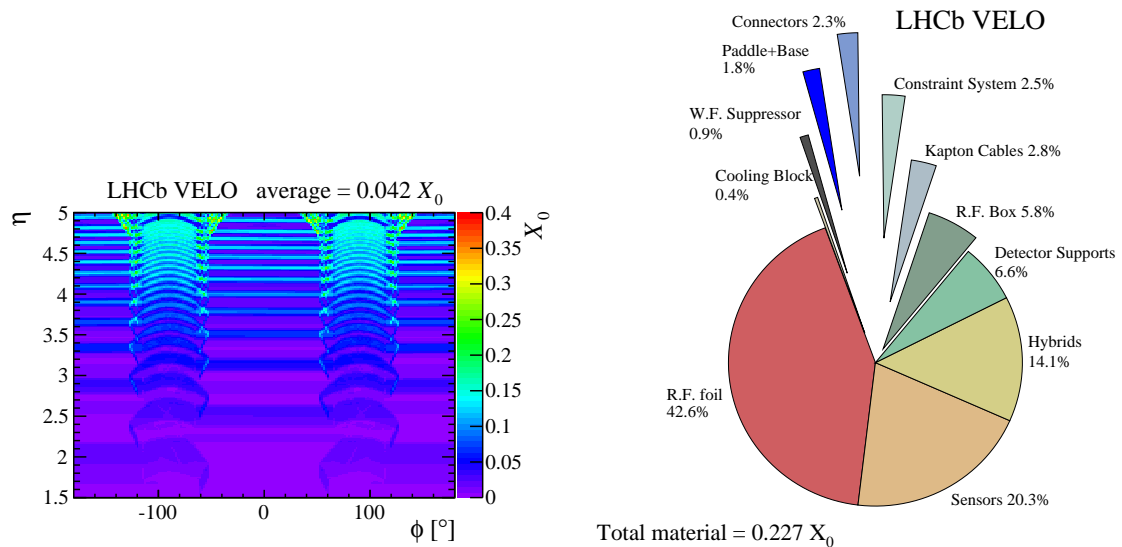 LHCb VELO average = 0.042 X0
η
5
4.5
4
3.5
3
2.5
2
1.5
-100
0
100
ϕ [°]
0.4
0.35
0.3
0.25
0.2
0.15
0.1
0.05
0
X0
LHCb VELO
Connectors 2.3%
Paddle+Base
1.8%
W.F. Suppressor
0.9%
Cooling Block
0.4%
Constraint System 2.5%
Kapton Cables 2.8%
R.F. Box 5.8%
Detector Supports
6.6%
Hybrids
14.1%
R.F. foil
42.6%
Sensors 20.3%
Total material = 0.227 X0